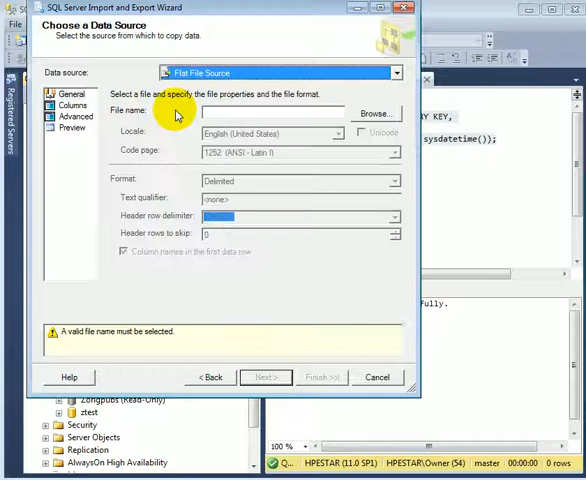 SQL Server Import and Export Wizard
Choose a Data Source
Select the source from which to copy data.
Data source:
Flat File Source
General
Columns
Advanced
Preview
Select a file and specify the file properties and the file format.
File name:
Browse...
Locale:
English (United States)
Unicode
Code page:
1252 (ANSI - Latin I)
Format:
Delimited
Text qualifier:
<none>
Header row delimiter:
Header rows to skip:
0
Column names in the first data row
A valid file name must be selected.
Help
< Back
Next >
Finish >>|
Cancel
File
Registered Servers
RY KEY,
sysdatetime());
fully.
Zongpubs (Read-Only)
ztest
Security
Server Objects
Replication
AlwaysOn High Availability
100 %
Q...
HPESTAR (11.0 SP1)
HPESTAR\Owner (54)
master
00:00:00
0 rows